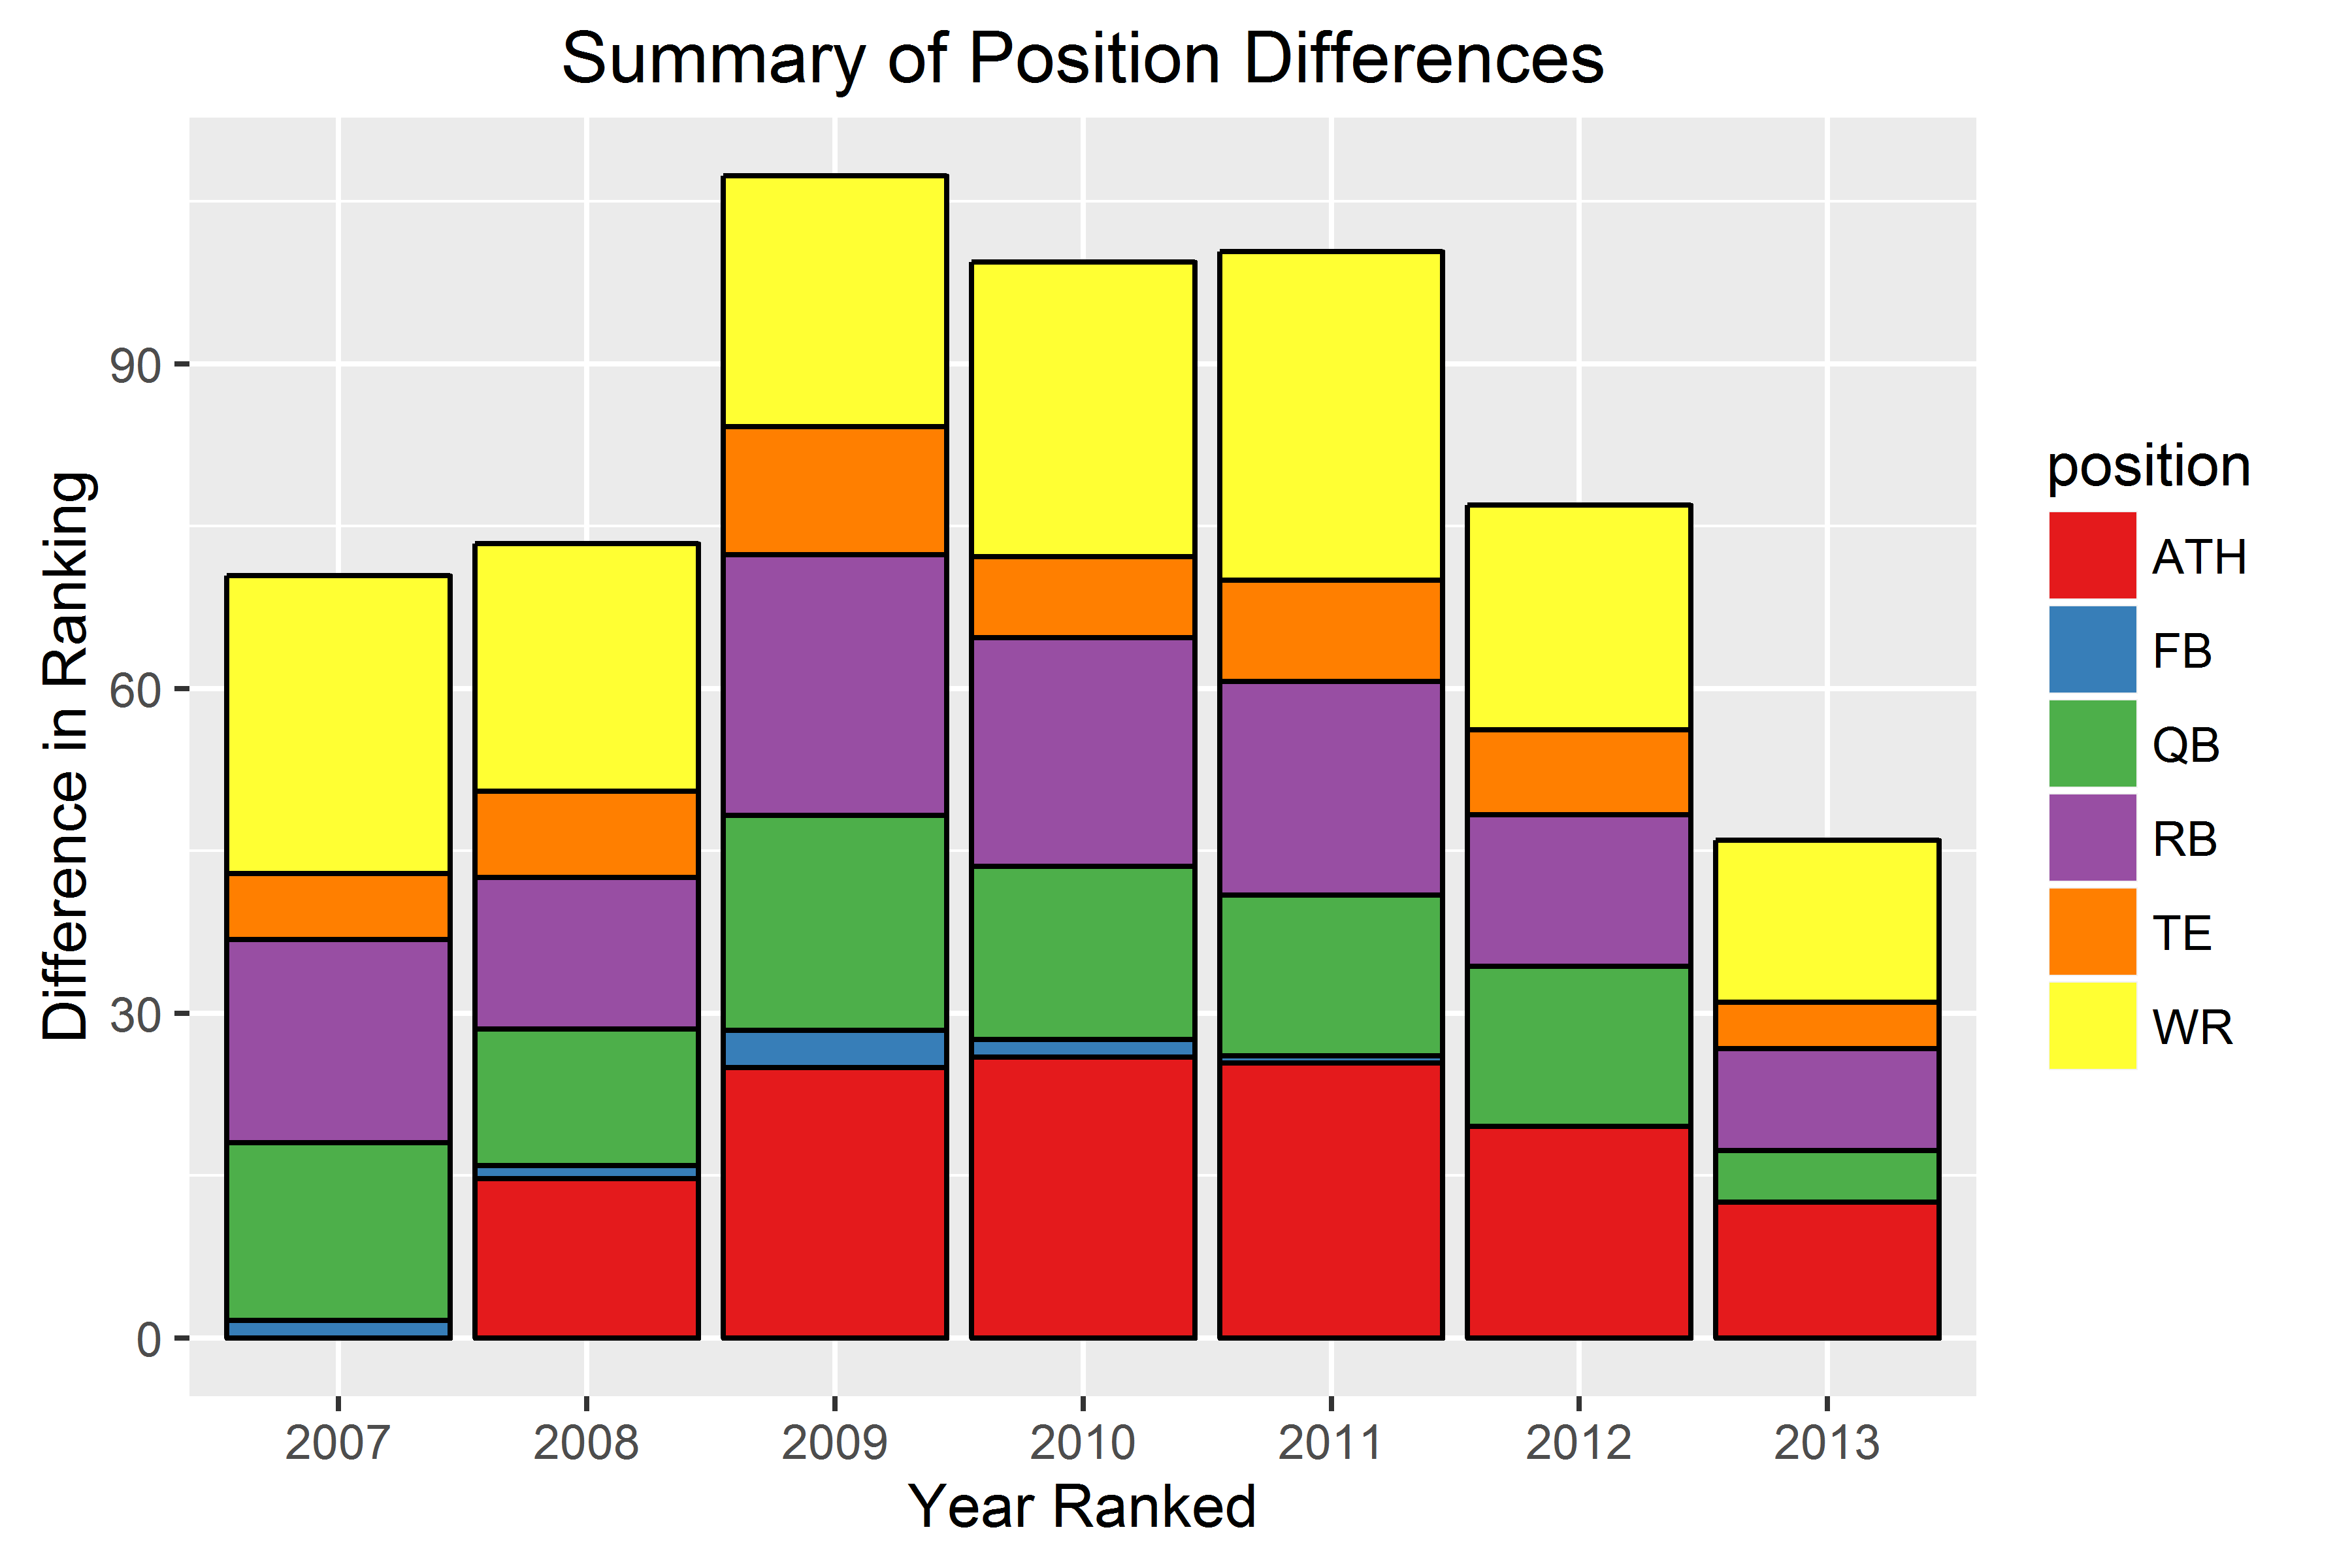 Summary of Position Differences
Difference in Ranking
90
60
30
0
2007 2008 2009 2010 2011 2012 2013
Year Ranked
position
ATH
FB
QB
RB
TE
WR